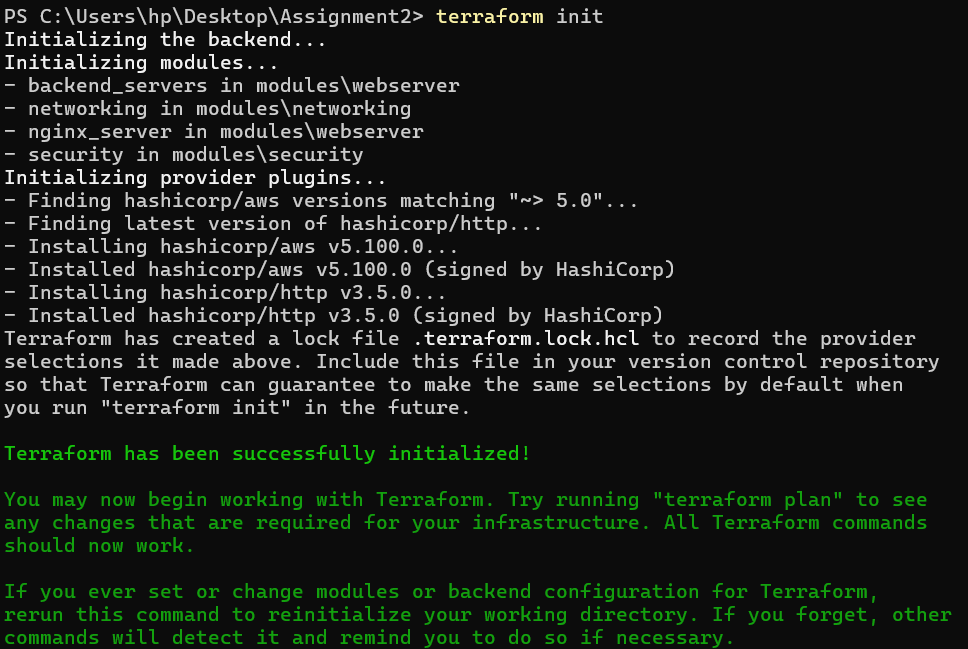 PS C:\Users\hp\Desktop\Assignment2> terraform init
Initializing the backend...
Initializing modules...
- backend_servers in modules\webserver
- networking in modules\networking
- nginx_server in modules\webserver
- security in modules\security
Initializing provider plugins...
- Finding hashicorp/aws versions matching "~> 5.0"...
- Finding latest version of hashicorp/http...
- Installing hashicorp/aws v5.100.0...
- Installed hashicorp/aws v5.100.0 (signed by HashiCorp)
- Installing hashicorp/http v3.5.0...
- Installed hashicorp/http v3.5.0 (signed by HashiCorp)
Terraform has created a lock file .terraform.lock.hcl to record the provider
selections it made above. Include this file in your version control repository
so that Terraform can guarantee to make the same selections by default when
you run "terraform init" in the future.

Terraform has been successfully initialized!

You may now begin working with Terraform. Try running "terraform plan" to see
any changes that are required for your infrastructure. All Terraform commands
should now work.

If you ever set or change modules or backend configuration for Terraform,
rerun this command to reinitialize your working directory. If you forget, other
commands will detect it and remind you to do so if necessary.